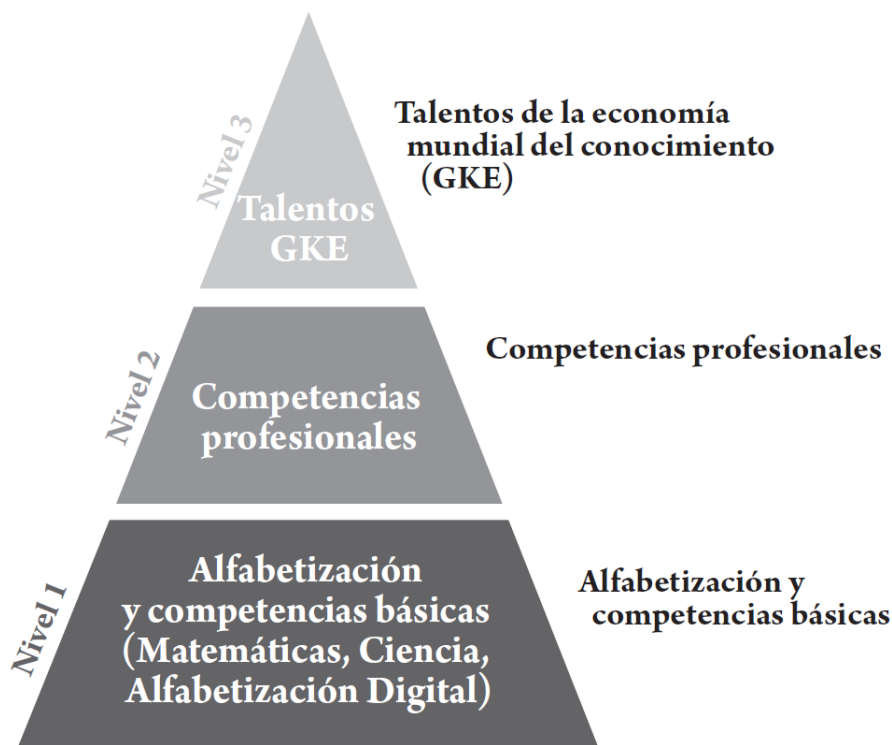 Nivel 3
Talentos
GKE
Talentos de la economía
mundial del conocimiento
(GKE)
Nivel 2
Competencias
profesionales
Competencias profesionales
Nivel 1
Alfabetización
y competencias básicas
(Matemáticas, Ciencia,
Alfabetización Digital)
Alfabetización y
competencias básicas